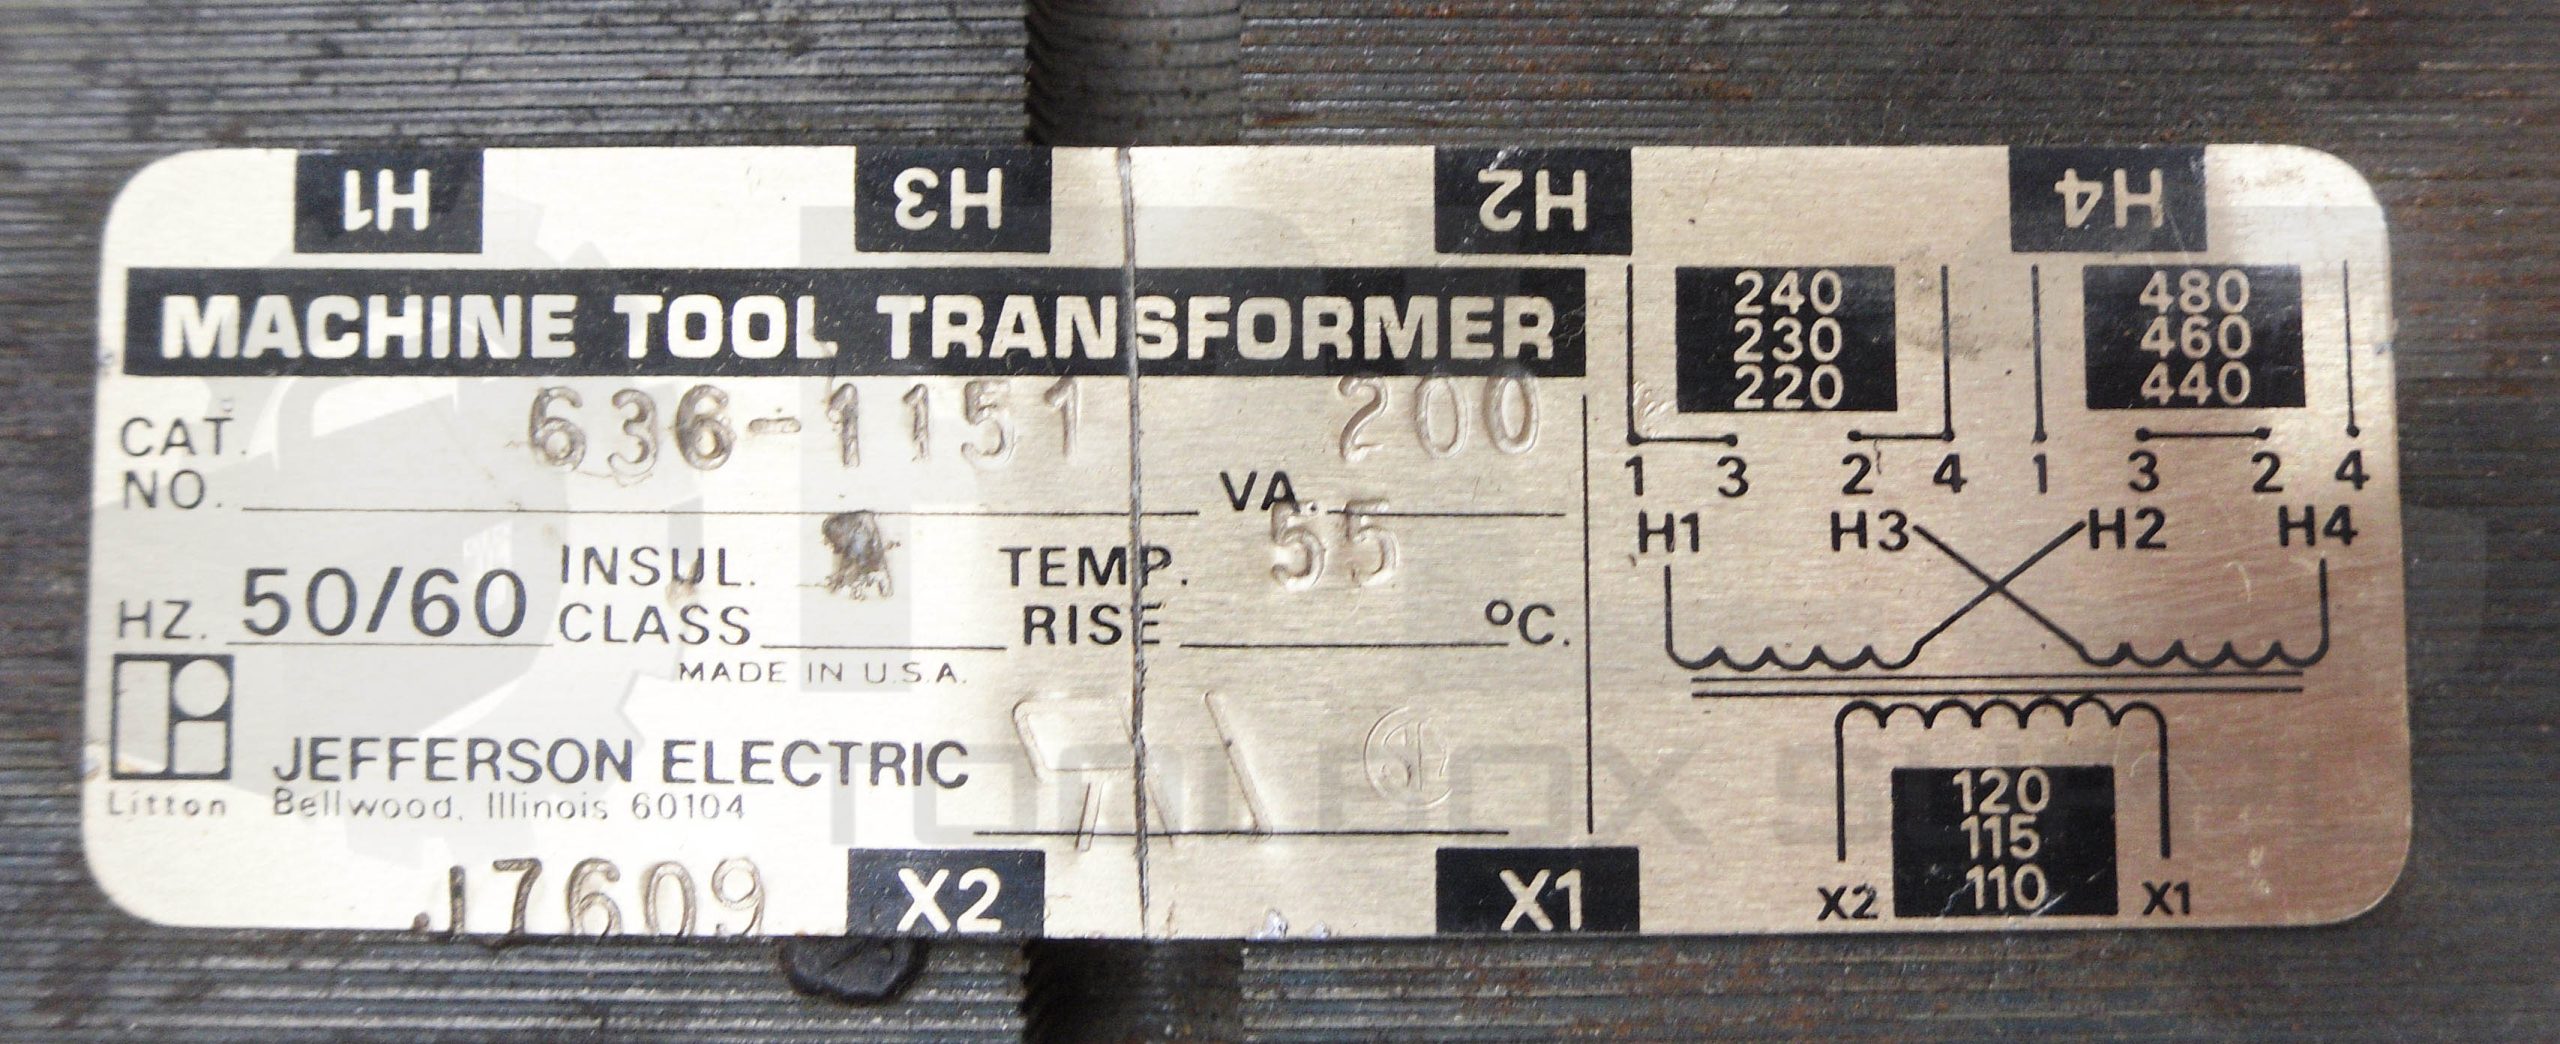 H1 H3 H2 H4
MACHINE TOOL TRANSFORMER
CAT. NO. 636-1151 VA. 200
HZ. 50/60 INSUL. CLASS TEMP. RISE 55 °C.
MADE IN U.S.A.
Litton
JEFFERSON ELECTRIC
Bellwood, Illinois 60104
17609
X2 X1
240 480
230 460
220 440
1 3 2 4 1 3 2 4
H1 H3 H2 H4
120
115
110
X2 X1